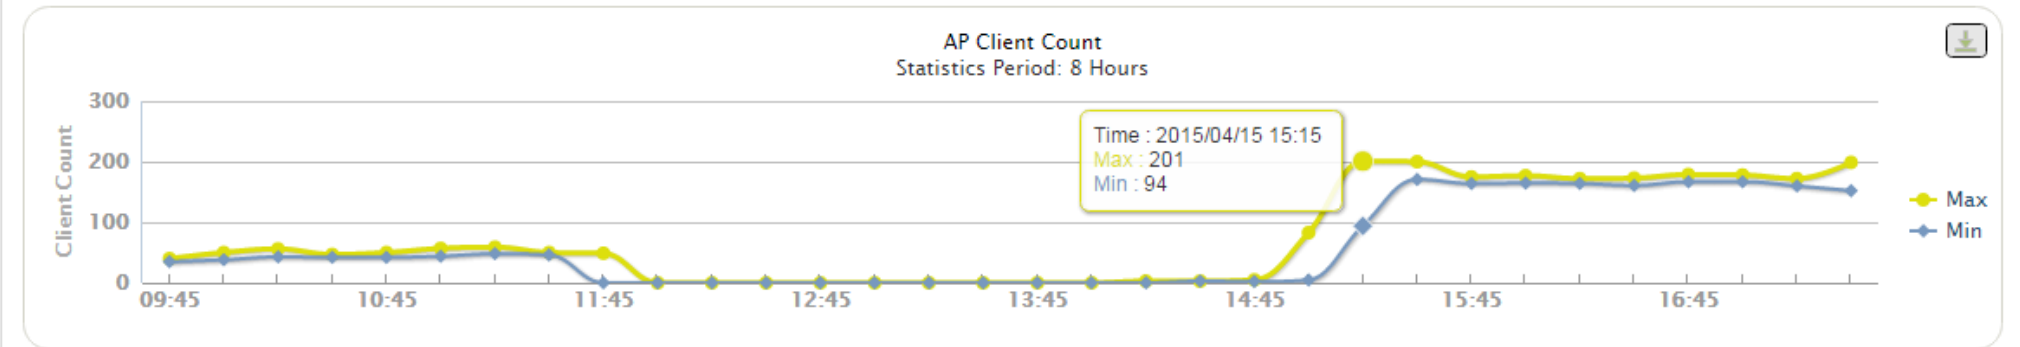 AP Client Count
Statistics Period: 8 Hours
300
200
100
0
Client Count
Time : 2015/04/15 15:15
Max : 201
Min : 94
Max
Min
09:45 10:45 11:45 12:45 13:45 14:45 15:45 16:45